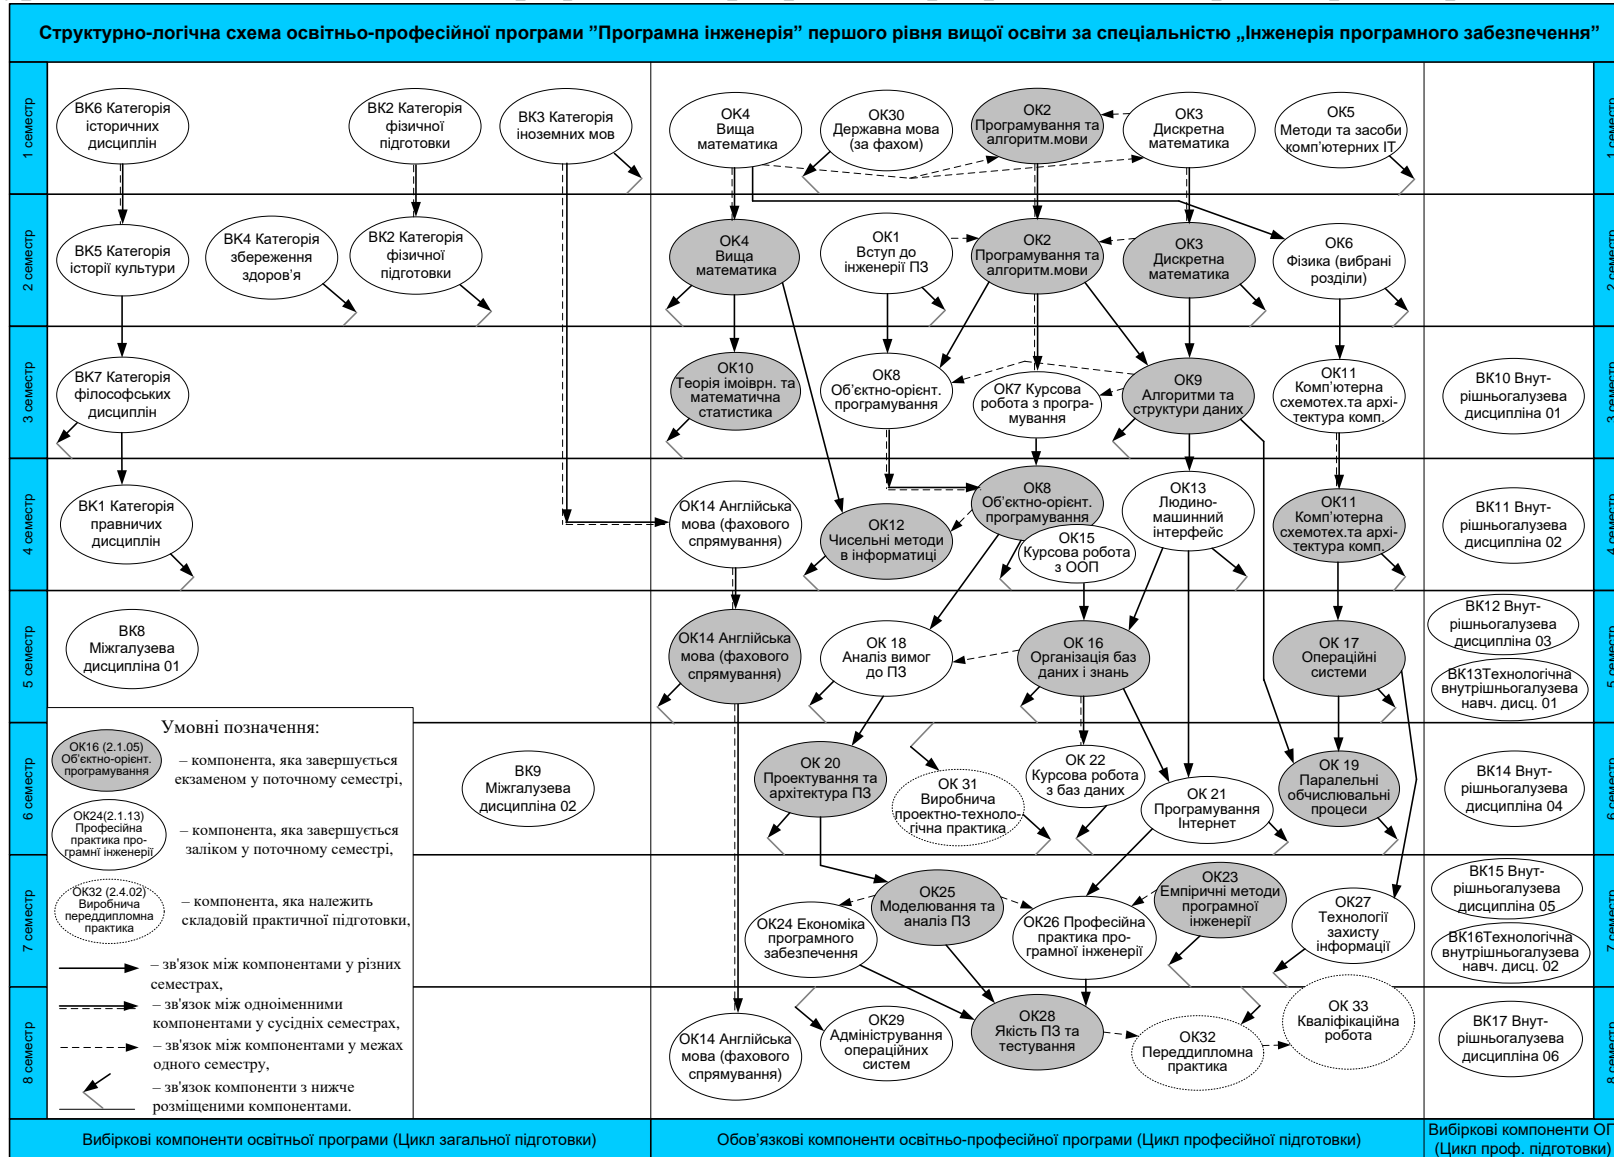 Структурно-логічна схема освітньо-професійної програми ”Програмна інженерія” першого рівня вищої освіти за спеціальністю „Інженерія програмного забезпечення”
1 семестр
ВК6 Категорія
історичних
дисциплін
ВК2 Категорія
фізичної
підготовки
ВК3 Категорія
іноземних мов
ОК4
Вища
математика
ОК30
Державна мова
(за фахом)
ОК2
Програмування та
алгоритм.мови
ОК3
Дискретна
математика
ОК5
Методи та засоби
комп’ютерних ІТ
1 семестр
2 семестр
ВК5 Категорія
історії культури
ВК4 Категорія
збереження
здоров’я
ВК2 Категорія
фізичної
підготовки
ОК4
Вища
математика
ОК1
Вступ до
інженерії ПЗ
ОК2
Програмування та
алгоритм.мови
ОК3
Дискретна
математика
ОК6
Фізика (вибрані
розділи)
2 семестр
3 семестр
ВК7 Категорія
філософських
дисциплін
ОК10
Теорія імоіврн. та
математична
статистика
ОК8
Об’єктно-орієнт.
програмування
ОК7 Курсова
робота з програ-
мування
ОК9
Алгоритми та
структури даних
ОК11
Комп’ютерна
схемотех.та архі-
тектура комп.
ВК10 Внут-
рішньогалузева
дисципліна 01
3 семестр
4 семестр
ВК1 Категорія
правничих
дисциплін
ОК14 Англійська
мова (фахового
спрямування)
ОК12
Чисельні методи
в інформатиці
ОК8
Об’єктно-орієнт.
програмування
ОК15
Курсова робота
з ООП
ОК13
Людино-
машинний
інтерфейс
ОК11
Комп’ютерна
схемотех.та архі-
тектура комп.
ВК11 Внут-
рішньогалузева
дисципліна 02
4 семестр
5 семестр
ВК8
Міжгалузева
дисципліна 01
ОК14 Англійська
мова (фахового
спрямування)
ОК 18
Аналіз вимог
до ПЗ
ОК 16
Організація баз
даних і знань
ОК 17
Операційні
системи
ВК12 Внут-
рішньогалузева
дисципліна 03
ВК13Технологічна
внутрішньогалузева
навч. дисц. 01
5 семестр
Умовні позначення:
ОК16 (2.1.05)
Об’єктно-орієнт.
програмування
– компонента, яка завершується
екзаменом у поточному семестрі,
ОК24(2.1.13)
Професійна
практика про-
грамнї інженерії
– компонента, яка завершується
заліком у поточному семестрі,
ОК32 (2.4.02)
Виробнича
переддипломна
практика
– компонента, яка належить
складовій практичної підготовки,
– зв'язок між компонентами у різних
семестрах,
– зв'язок між одноіменними
компонентами у сусідніх семестрах,
– зв'язок між компонентами у межах
одного семестру,
– зв'язок компоненти з нижче
розміщеними компонентами.
6 семестр
ВК9
Міжгалузева
дисципліна 02
ОК 20
Проектування та
архітектура ПЗ
ОК 31
Виробнича
проектно-техноло-
гічна практика
ОК 22
Курсова робота
з баз даних
ОК 21
Програмування
Інтернет
ОК 19
Паралельні
обчислювальні
процеси
ВК14 Внут-
рішньогалузева
дисципліна 04
6 семестр
7 семестр
ОК24 Економіка
програмного
забезпечення
ОК25
Моделювання та
аналіз ПЗ
ОК26 Професійна
практика про-
грамної інженерії
ОК23
Емпіричні методи
програмної
інженерії
ОК27
Технології
захисту
інформації
ВК15 Внут-
рішньогалузева
дисципліна 05
ВК16Технологічна
внутрішньогалузева
навч. дисц. 02
7 семестр
8 семестр
ОК14 Англійська
мова (фахового
спрямування)
ОК29
Адміністрування
операційних
систем
ОК28
Якість ПЗ та
тестування
ОК32
Переддипломна
практика
ОК 33
Кваліфікаційна
робота
ВК17 Внут-
рішньогалузева
дисципліна 06
8 семестр
Вибіркові компоненти освітньої програми (Цикл загальної підготовки)
Обов’язкові компоненти освітньо-професійної програми (Цикл професійної підготовки)
Вибіркові компоненти ОП
(Цикл проф. підготовки)